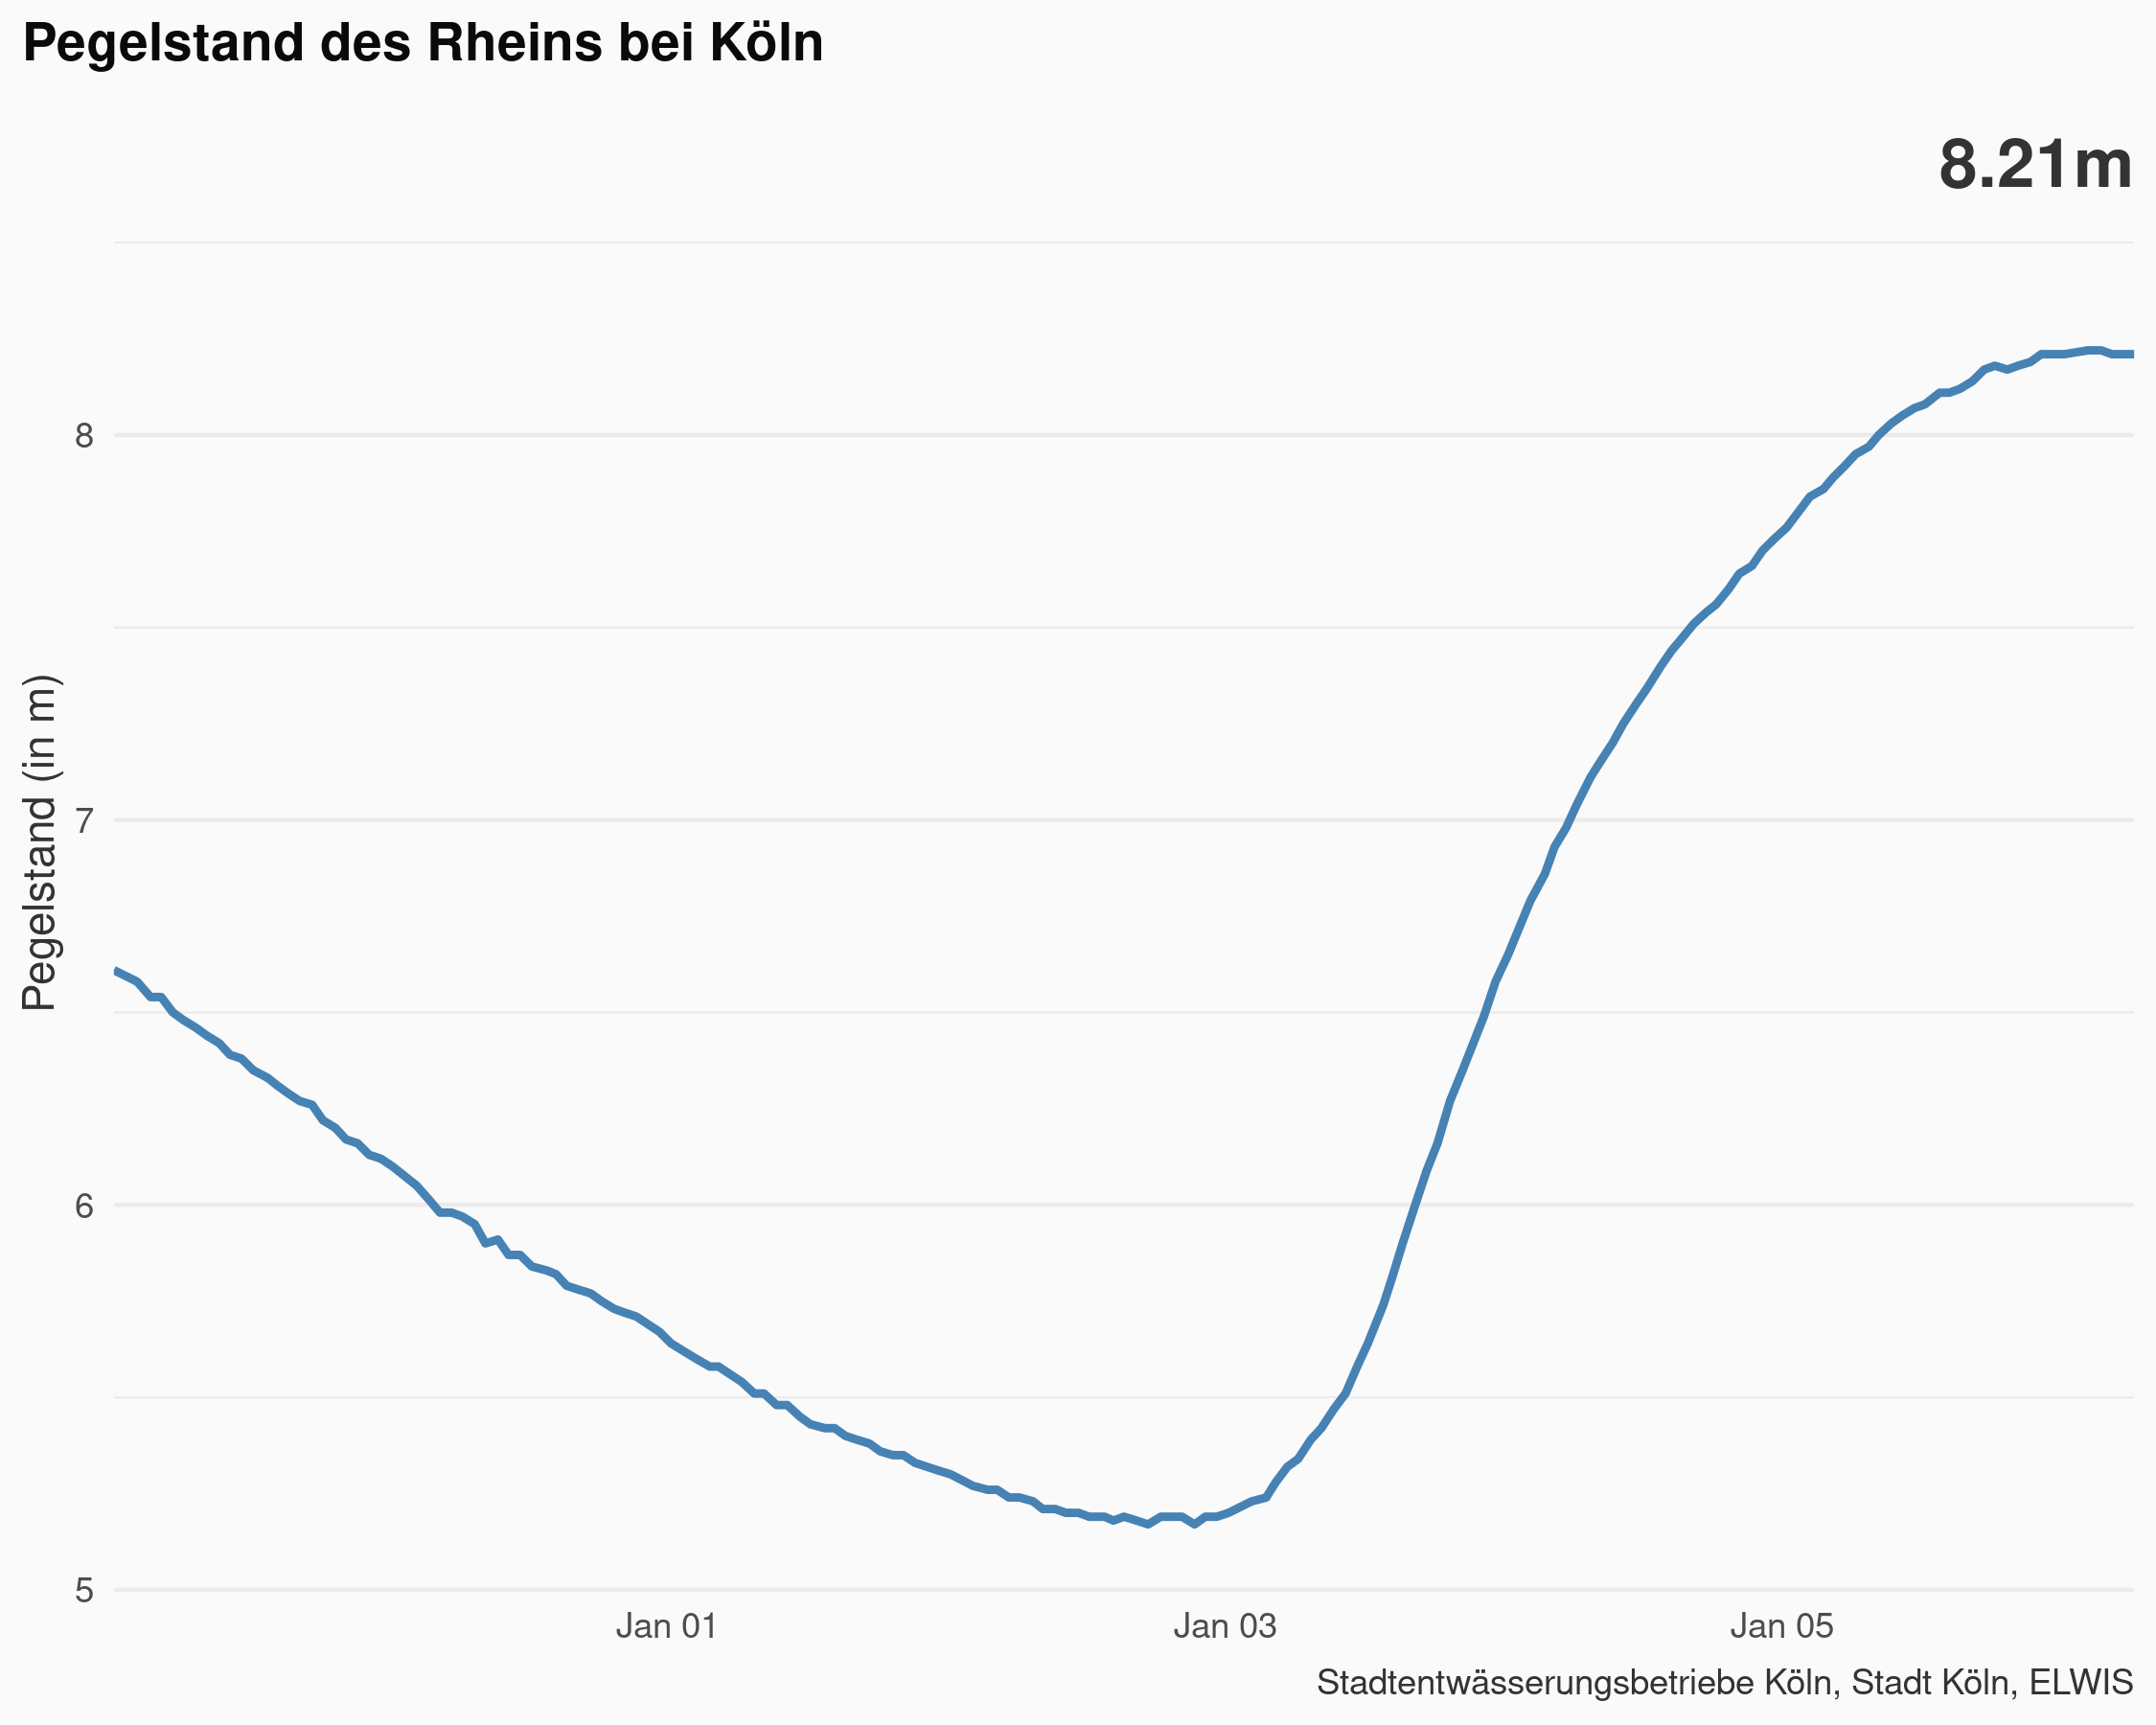 Pegelstand des Rheins bei Köln
8.21m
Pegelstand (in m)
8
7
6
5
Jan 01
Jan 03
Jan 05
Stadtentwässerungsbetriebe Köln, Stadt Köln, ELWIS